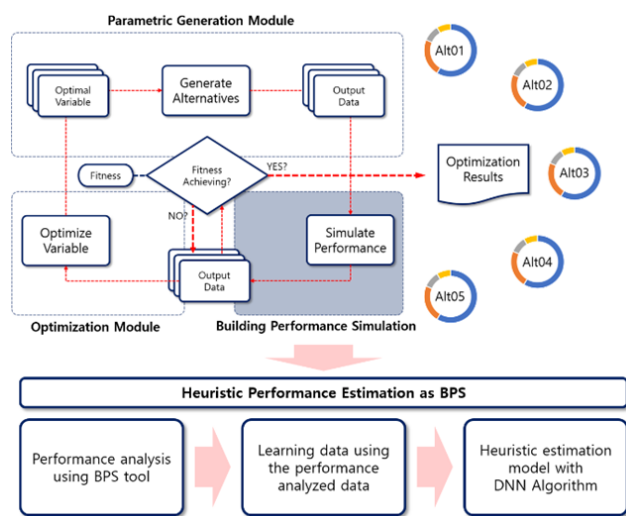 Parametric Generation Module
Optimal
Variable
Generate
Alternatives
Output
Data
Fitness
Fitness
Achieving?
YES?
NO?
Optimization
Results
Optimize
Variable
Output
Data
Simulate
Performance
Optimization Module
Building Performance Simulation
Alt01
Alt02
Alt03
Alt04
Alt05
Heuristic Performance Estimation as BPS
Performance analysis
using BPS tool
Learning data using
the performance
analyzed data
Heuristic estimation
model with
DNN Algorithm